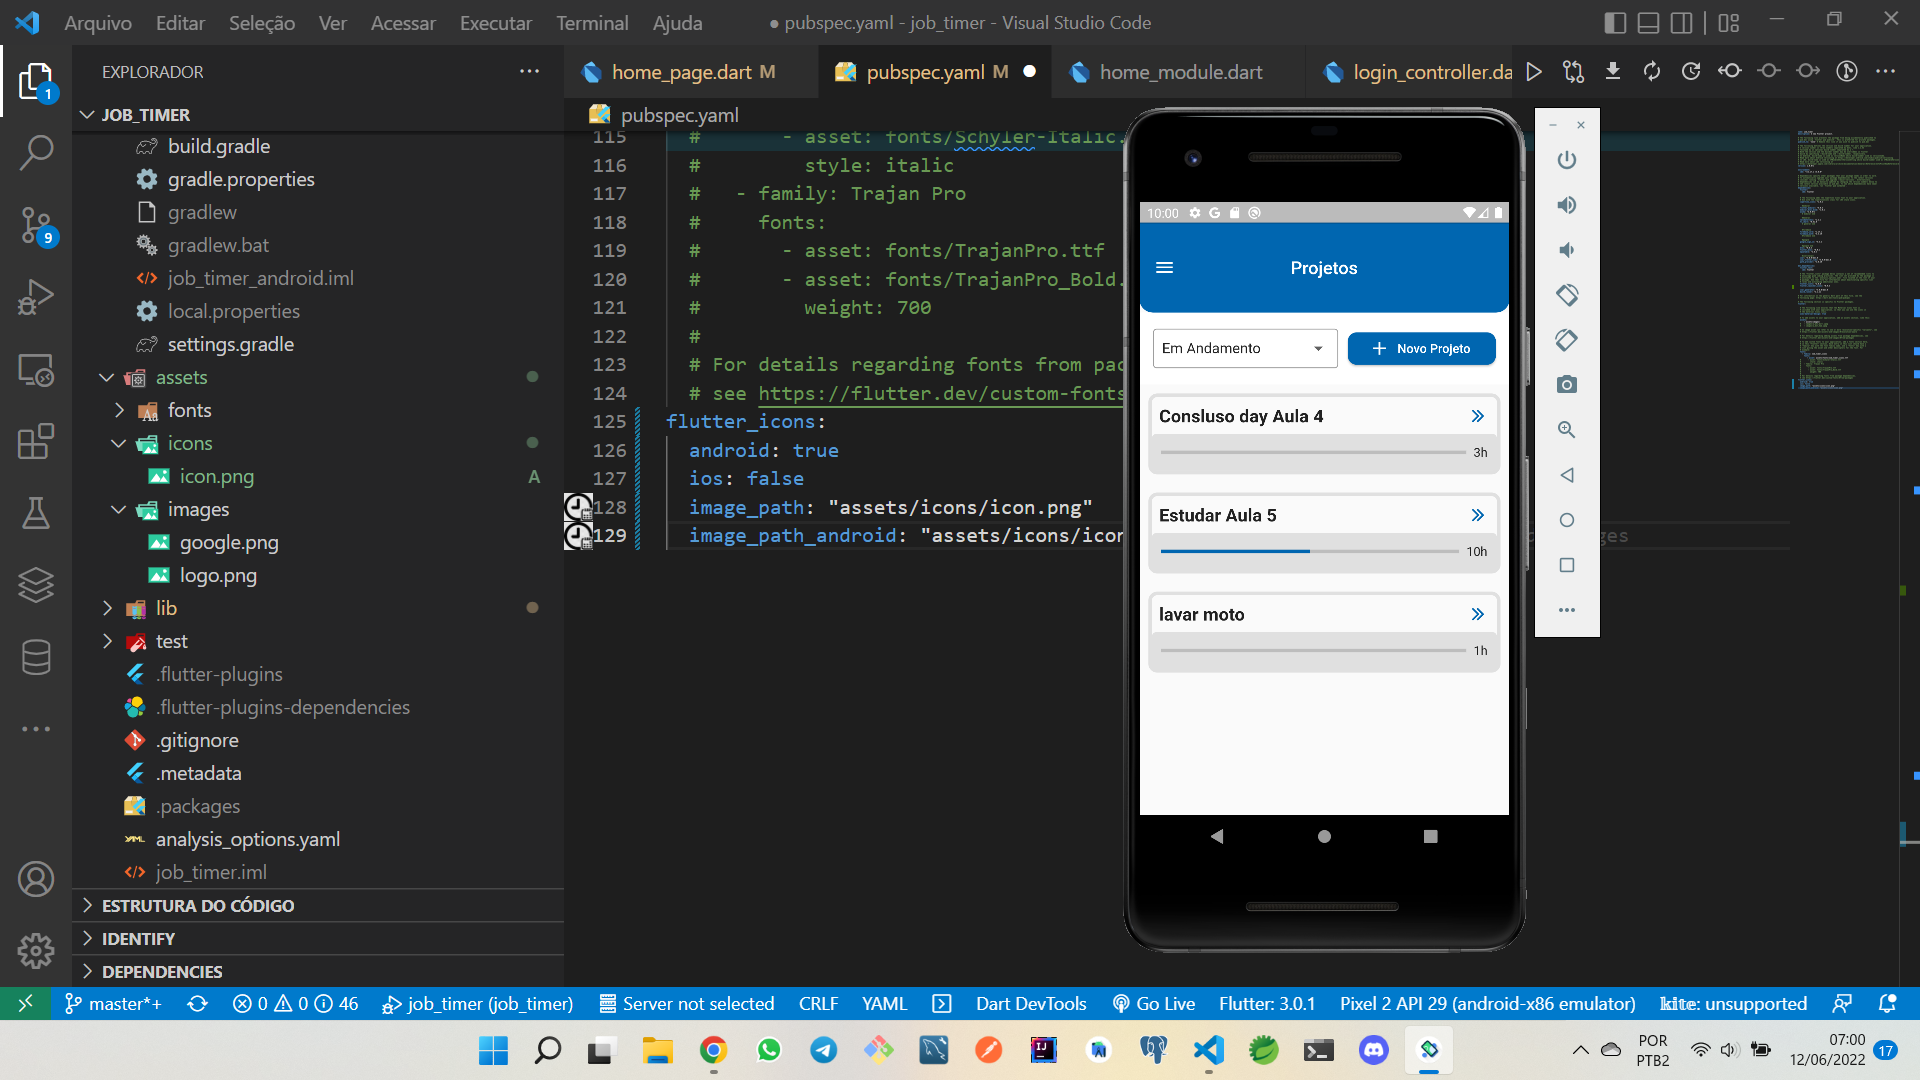 Arquivo Editar Seleção Ver Acessar Executar Terminal Ajuda
● pubspec.yaml - job_timer - Visual Studio Code
EXPLORADOR
home_page.dart M
pubspec.yaml M
home_module.dart
login_controller.da
1
9
JOB_TIMER
build.gradle
gradle.properties
gradlew
gradlew.bat
job_timer_android.iml
local.properties
settings.gradle
assets
fonts
icons
icon.png A
images
google.png
logo.png
lib
test
.flutter-plugins
.flutter-plugins-dependencies
.gitignore
.metadata
.packages
analysis_options.yaml
job_timer.iml
ESTRUTURA DO CÓDIGO
IDENTIFY
DEPENDENCIES
pubspec.yaml
115 # - asset: fonts/Schyler-Italic.
116 # style: italic
117 # - family: Trajan Pro
118 # fonts:
119 # - asset: fonts/TrajanPro.ttf
120 # - asset: fonts/TrajanPro_Bold.
121 # weight: 700
122 #
123 # For details regarding fonts from pac
124 # see https://flutter.dev/custom-fonts
125 flutter_icons:
126 android: true
127 ios: false
128 image_path: "assets/icons/icon.png"
129 image_path_android: "assets/icons/icon
10:00
Projetos
Em Andamento
+ Novo Projeto
Consluso day Aula 4
3h
Estudar Aula 5
10h
lavar moto
1h
master*+ 0 0 46 job_timer (job_timer) Server not selected CRLF YAML Dart DevTools Go Live Flutter: 3.0.1 Pixel 2 API 29 (android-x86 emulator) kite: unsupported
POR
PTB2
07:00
12/06/2022
17